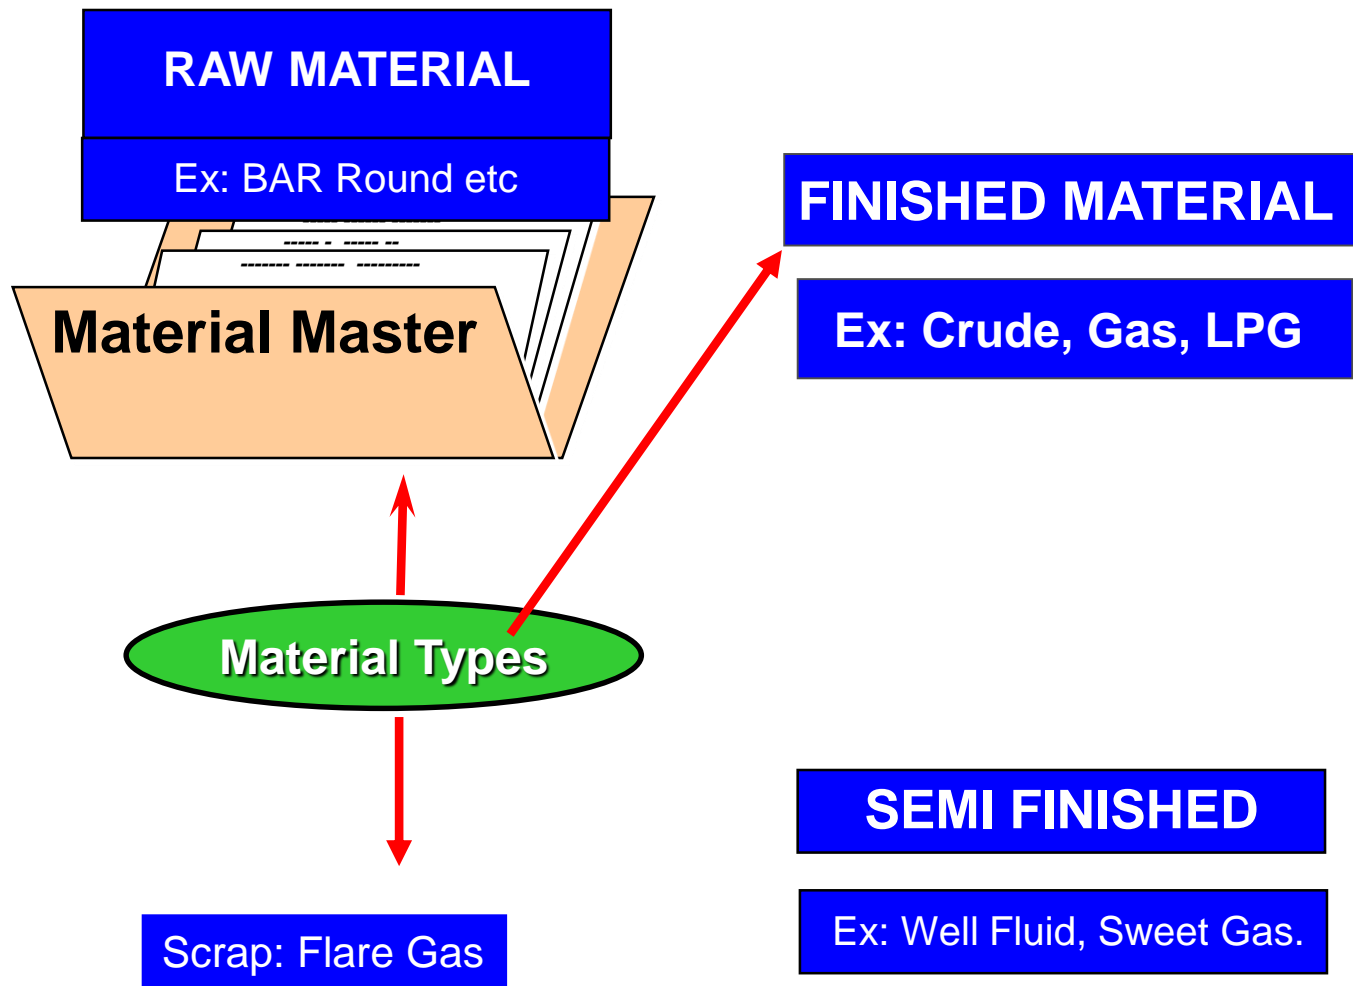 RAW MATERIAL
Ex: BAR Round etc
----- ------ -------
----- - ----- --
------- ------- ---------
Material Master
FINISHED MATERIAL
Ex: Crude, Gas, LPG
Material Types
SEMI FINISHED
Ex: Well Fluid, Sweet Gas.
Scrap: Flare Gas